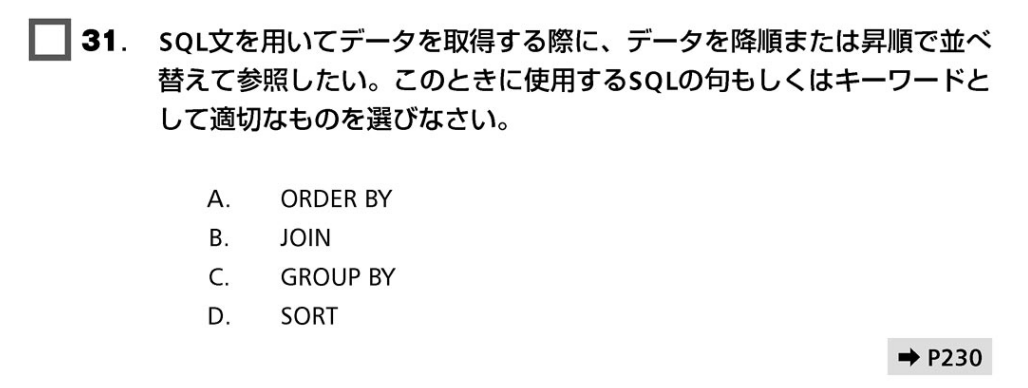 31. SQL文を用いてデータを取得する際に、データを降順または昇順で並べ
替えて参照したい。このときに使用するSQLの句もしくはキーワードと
して適切なものを選びなさい。
A. ORDER BY
B. JOIN
C. GROUP BY
D. SORT
➡ P230